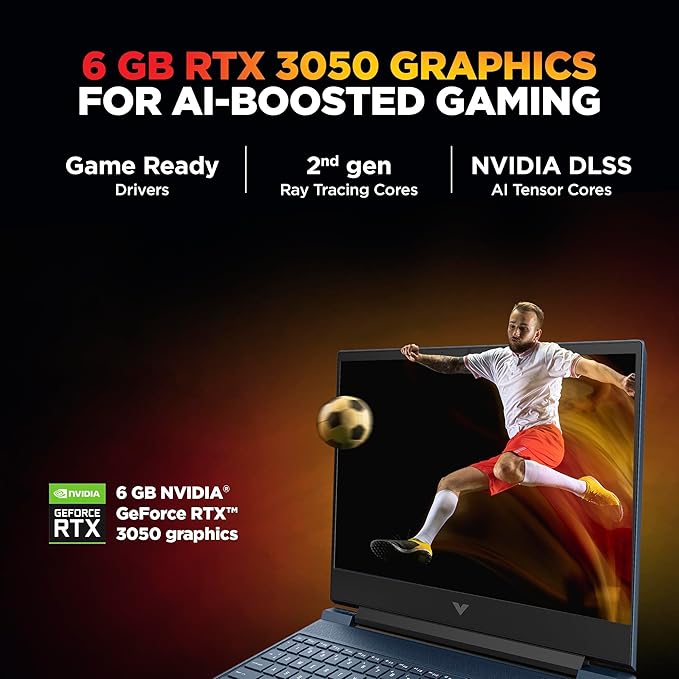 6 GB RTX 3050 GRAPHICS
FOR AI-BOOSTED GAMING
Game Ready
Drivers
2nd gen
Ray Tracing Cores
NVIDIA DLSS
AI Tensor Cores
NVIDIA
GEFORCE
RTX
6 GB NVIDIA®
GeForce RTX™
3050 graphics